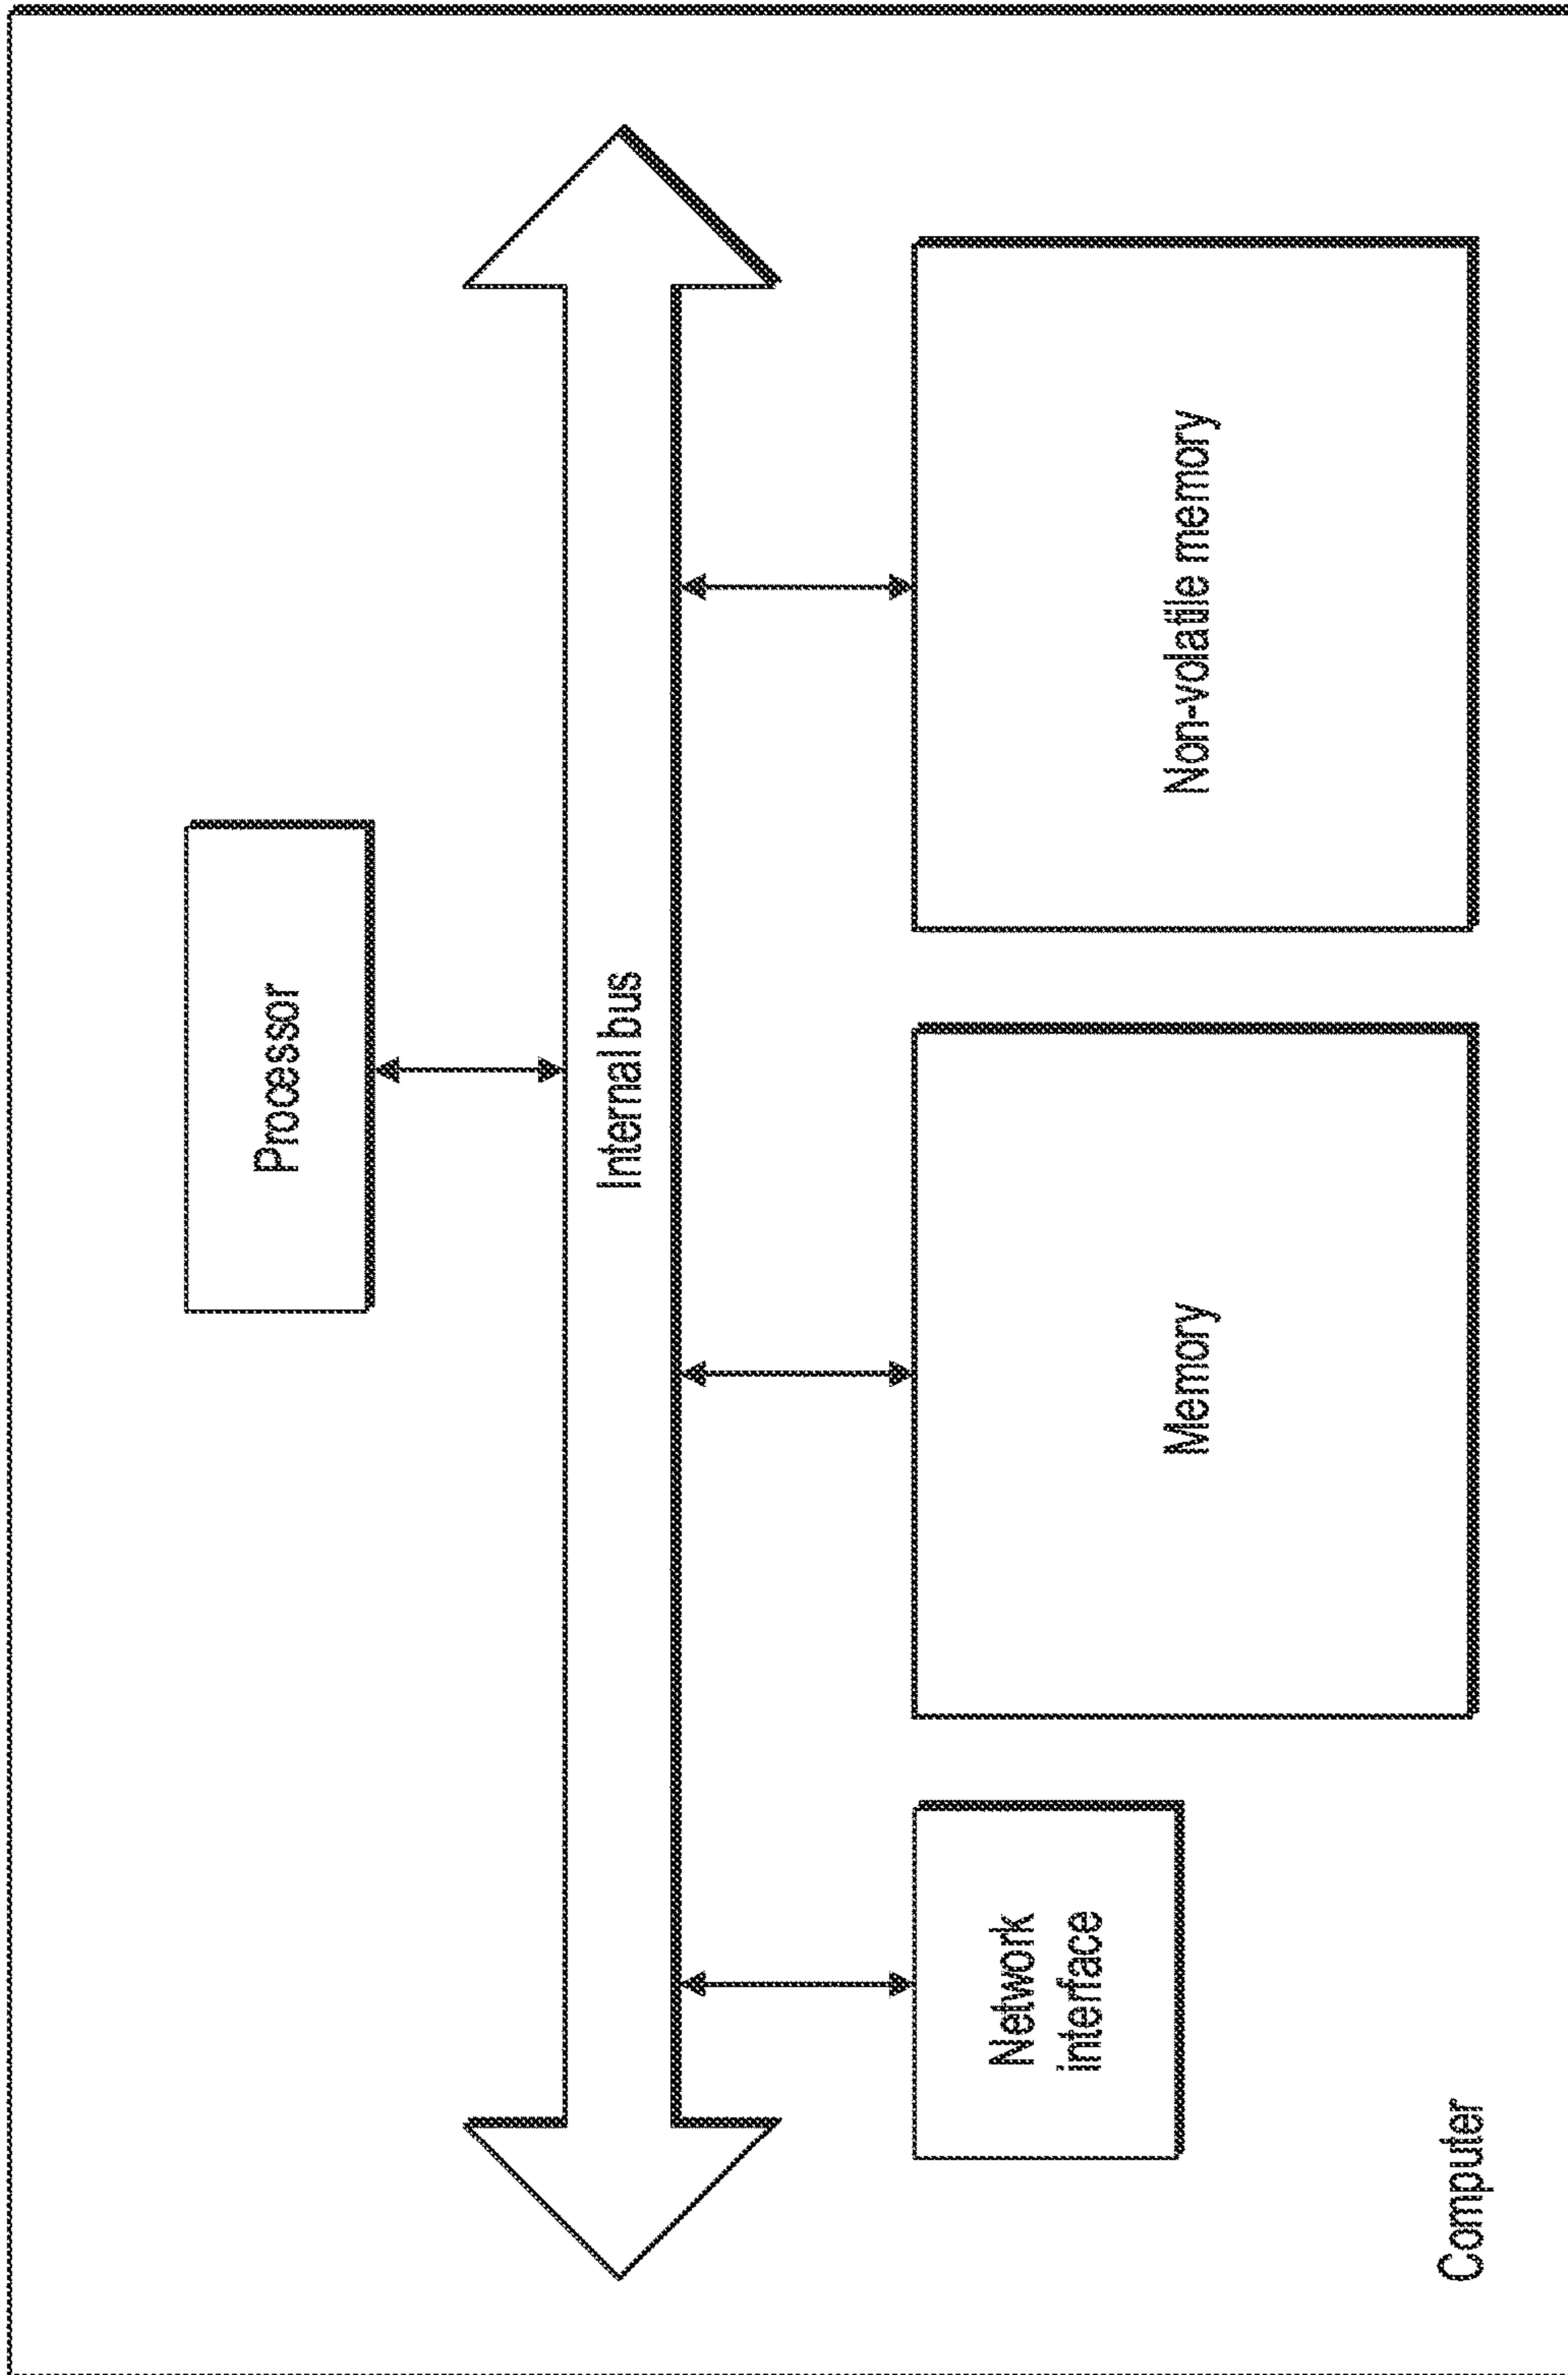 Processor
Internal bus
Network
interface
Memory
Non-volatile memory
Computer